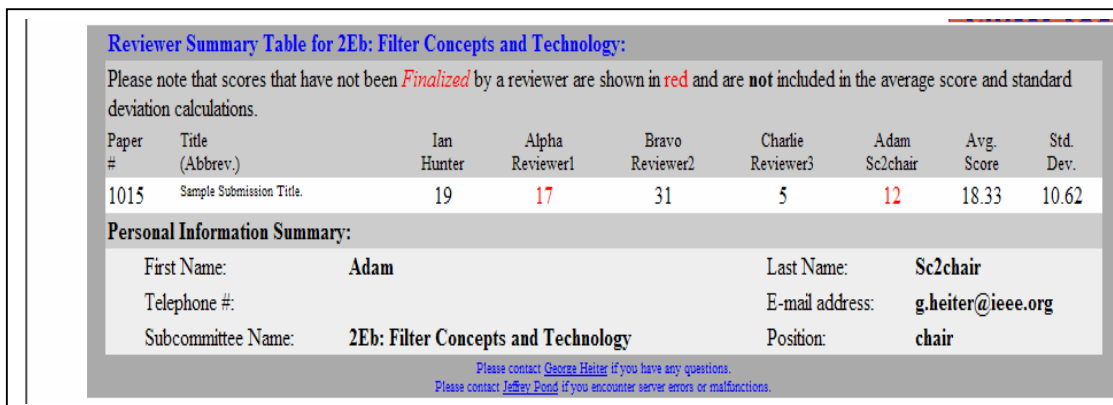 Reviewer Summary Table for 2Eb: Filter Concepts and Technology:
Please note that scores that have not been Finalized by a reviewer are shown in red and are not included in the average score and standard
deviation calculations.
Paper Title Ian Alpha Bravo Charlie Adam Avg. Std.
# (Abbrev.) Hunter Reviewer1 Reviewer2 Reviewer3 Sc2chair Score Dev.
1015 Sample Submission Title. 19 17 31 5 12 18.33 10.62
Personal Information Summary:
First Name: Adam Last Name: Sc2chair
Telephone #: E-mail address: g.heiter@ieee.org
Subcommittee Name: 2Eb: Filter Concepts and Technology Position: chair
Please contact George Heiter if you have any questions.
Please contact Jeffrey Pond if you encounter server errors or malfunctions.